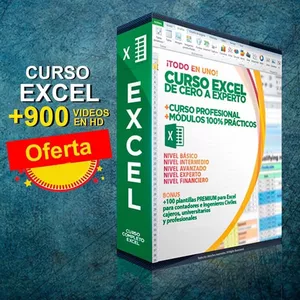 CURSO
EXCEL
+900 VIDEOS
EN HD
Oferta
X
EXCEL
CURSO
COMPLETO
EXCEL
¡TODO EN UNO!
CURSO EXCEL
DE CERO A EXPERTO
+CURSO PROFESIONAL
+MÓDULOS 100% PRÁCTICOS
NIVEL BÁSICO
NIVEL INTERMEDIO
NIVEL AVANZADO
NIVEL EXPERTO
NIVEL FINANCIERO
BONUS
+100 plantillas PREMIUM para Excel
para contadores e ingenieros Civiles
cajeros, universitarios
y profesionales